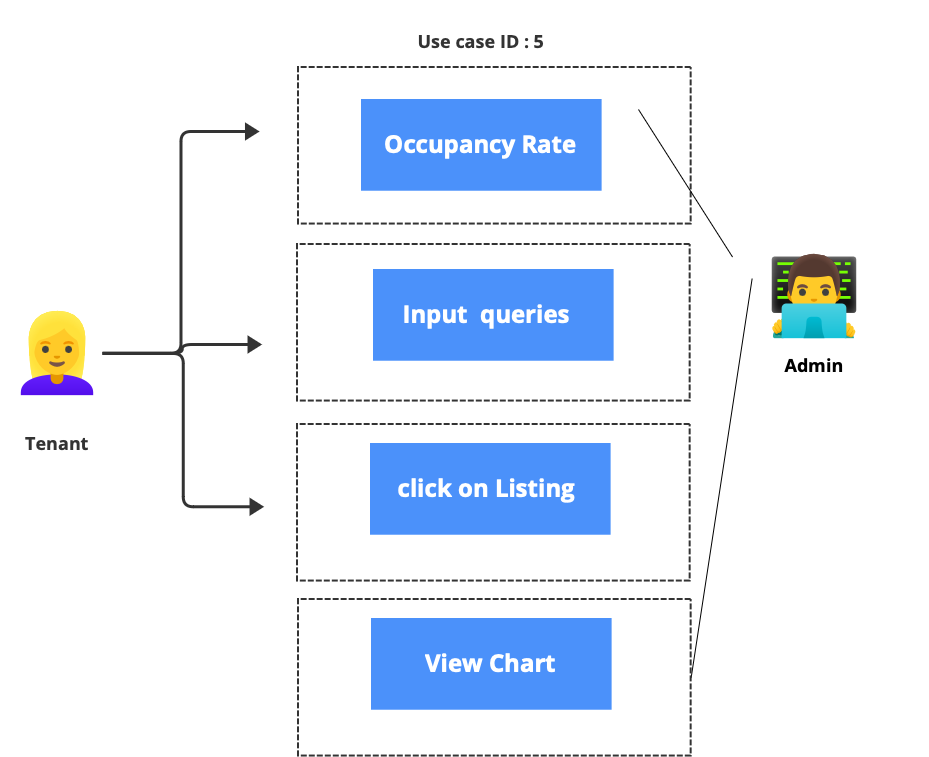 Use case ID : 5
Occupancy Rate
Input  queries
Admin
Tenant
click on Listing
View Chart